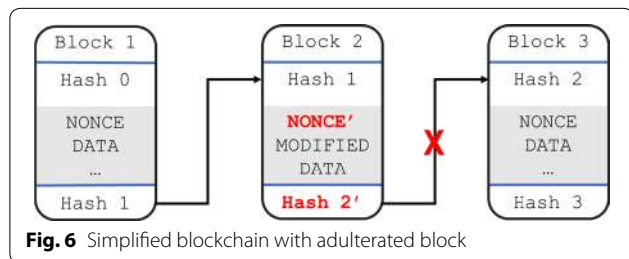 Block 1
Hash 0
NONCE
DATA
…
Hash 1
Block 2
Hash 1
NONCE'
MODIFIED
DATA
Hash 2'
X
Block 3
Hash 2
NONCE
DATA
…
Hash 3
Fig. 6 Simplified blockchain with adulterated block